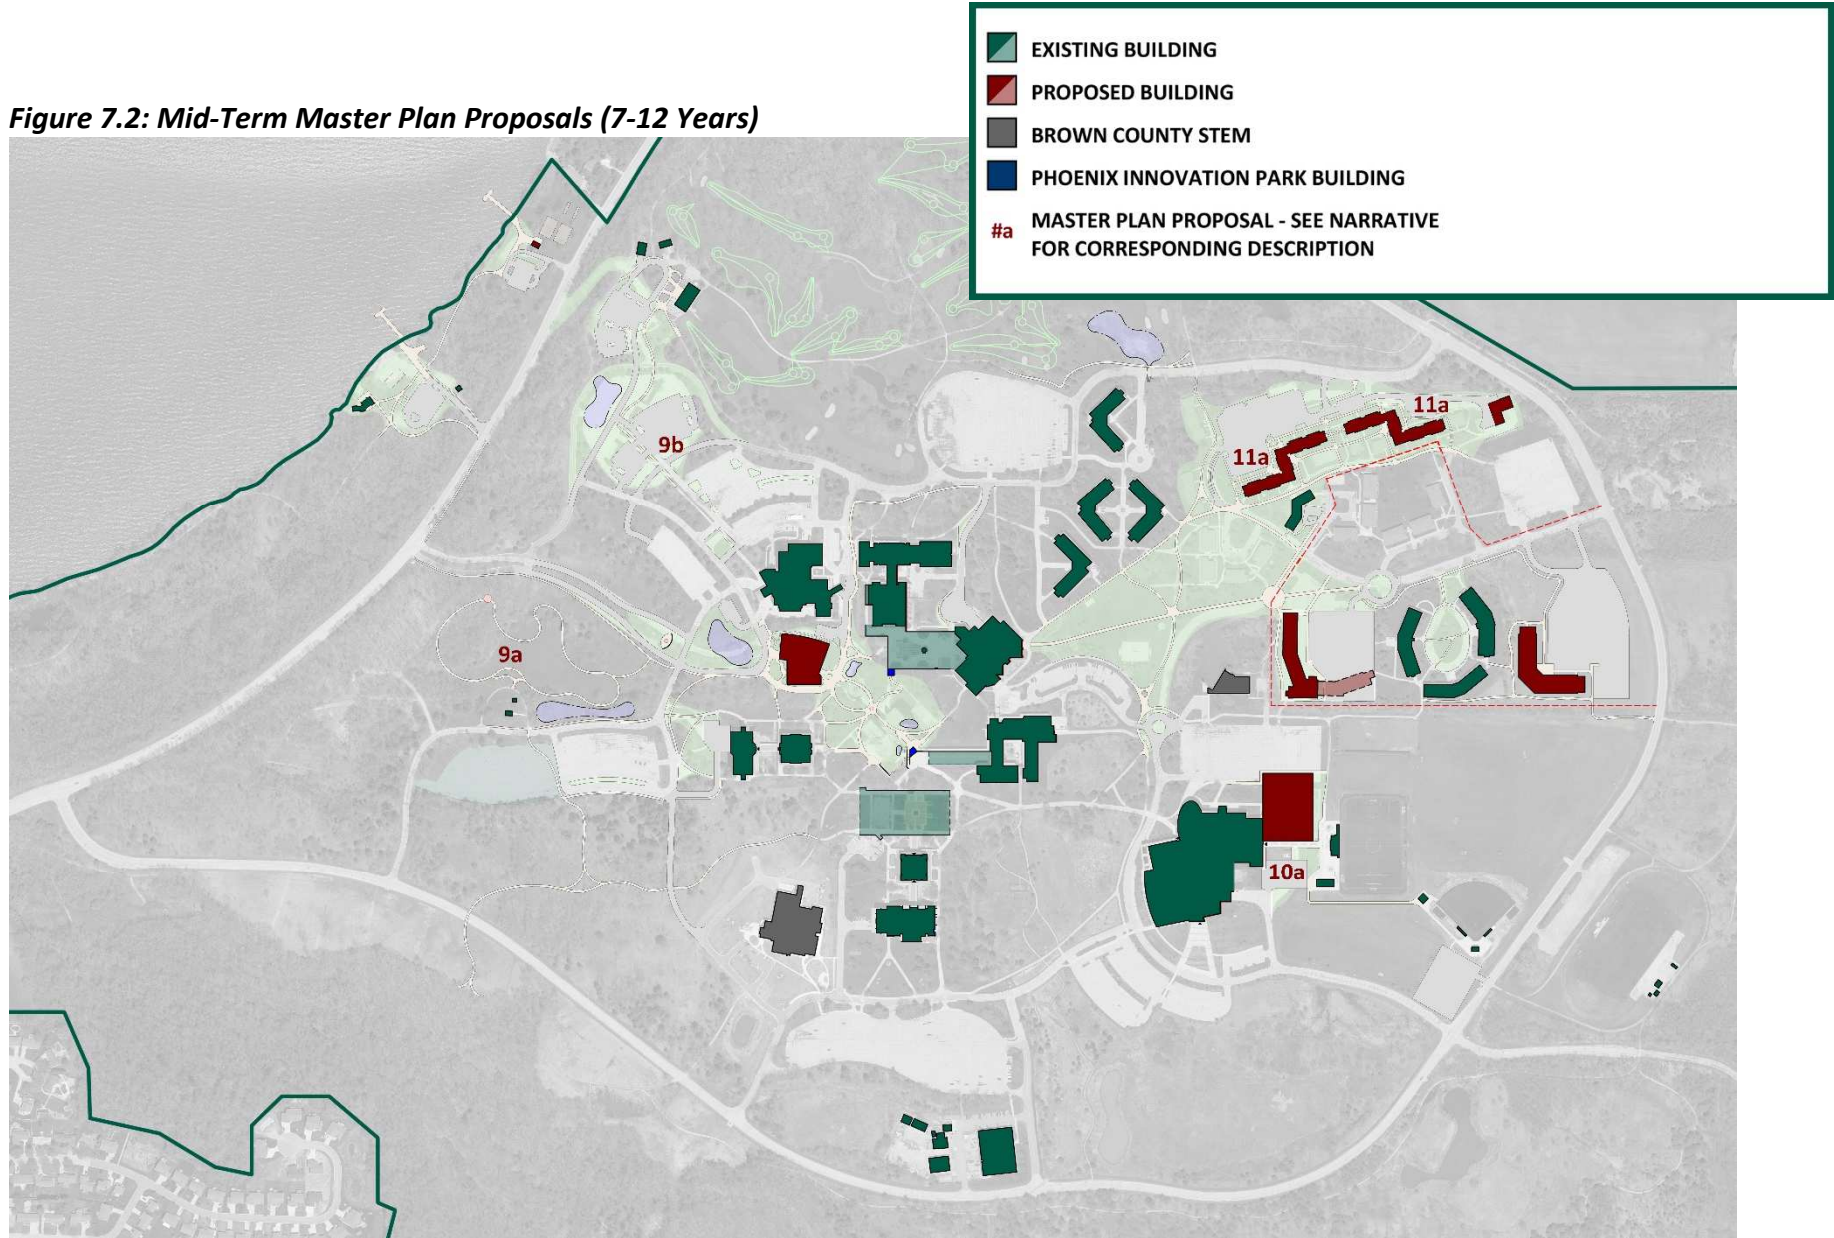 EXISTING BUILDING
PROPOSED BUILDING
BROWN COUNTY STEM
PHOENIX INNOVATION PARK BUILDING
#a MASTER PLAN PROPOSAL - SEE NARRATIVE
FOR CORRESPONDING DESCRIPTION
Figure 7.2: Mid-Term Master Plan Proposals (7-12 Years)
11a
9b
11a
9a
10a